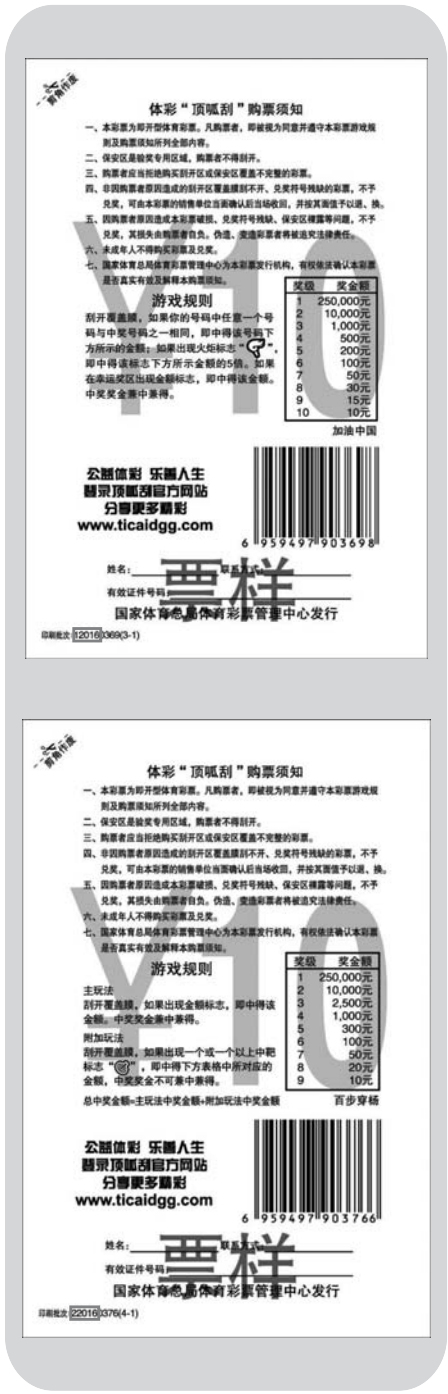 剪角作废
体彩“顶呱刮”购票须知
一、本彩票为即开型体育彩票。凡购票者，即被视为同意并遵守本彩票游戏规
则及购票须知所列全部内容。
二、保安区是验奖专用区域，购票者不得刮开。
三、购票者应当拒绝购买刮开区或保安区覆盖不完整的彩票。
四、非因购票者原因造成的刮开区覆盖膜刮不开、兑奖符号残缺的彩票，不予
兑奖，可由本彩票的销售单位当面确认后当场收回，并按其面值予以退、换。
五、因购票者原因造成本彩票破损、兑奖符号残缺、保安区裸露等问题，不予
兑奖，其损失由购票者自负。伪造、变造彩票者将被追究法律责任。
六、未成年人不得购买彩票及兑奖。
七、国家体育总局体育彩票管理中心为本彩票发行机构，有权依法确认本彩票
是否真实有效及解释本购票须知。
¥10
游戏规则
刮开覆盖膜，如果你的号码中任意一个号
码与中奖号码之一相同，即中得该号码下
方所示的金额；如果出现火炬标志“”，
即中得该标志下方所示金额的5倍。如果
在幸运奖区出现金额标志，即中得该金额。
中奖奖金兼中兼得。
奖级 奖金额
1 250,000元
2 10,000元
3 1,000元
4 500元
5 200元
6 100元
7 50元
8 30元
9 15元
10 10元
加油中国
公益体彩 乐善人生
登录顶呱刮官方网站
分享更多精彩
www.ticaidgg.com
6 959497 903698
姓名： 联系方式：
有效证件号码：
票样
国家体育总局体育彩票管理中心发行
印刷批次 120160369(3-1)
剪角作废
体彩“顶呱刮”购票须知
一、本彩票为即开型体育彩票。凡购票者，即被视为同意并遵守本彩票游戏规
则及购票须知所列全部内容。
二、保安区是验奖专用区域，购票者不得刮开。
三、购票者应当拒绝购买刮开区或保安区覆盖不完整的彩票。
四、非因购票者原因造成的刮开区覆盖膜刮不开、兑奖符号残缺的彩票，不予
兑奖，可由本彩票的销售单位当面确认后当场收回，并按其面值予以退、换。
五、因购票者原因造成本彩票破损、兑奖符号残缺、保安区裸露等问题，不予
兑奖，其损失由购票者自负。伪造、变造彩票者将被追究法律责任。
六、未成年人不得购买彩票及兑奖。
七、国家体育总局体育彩票管理中心为本彩票发行机构，有权依法确认本彩票
是否真实有效及解释本购票须知。
¥10
游戏规则
主玩法
刮开覆盖膜，如果出现金额标志，即中得该
金额。中奖奖金兼中兼得。
附加玩法
刮开覆盖膜，如果出现一个或一个以上中靶
标志“”，即中得下方表格中所对应的
金额，中奖奖金不可兼中兼得。
总中奖金额=主玩法中奖金额+附加玩法中奖金额
奖级 奖金额
1 250,000元
2 10,000元
3 2,500元
4 1,000元
5 300元
6 100元
7 50元
8 20元
9 10元
百步穿杨
公益体彩 乐善人生
登录顶呱刮官方网站
分享更多精彩
www.ticaidgg.com
6 959497 903766
姓名： 联系方式：
有效证件号码：
票样
国家体育总局体育彩票管理中心发行
印刷批次 220160376(4-1)